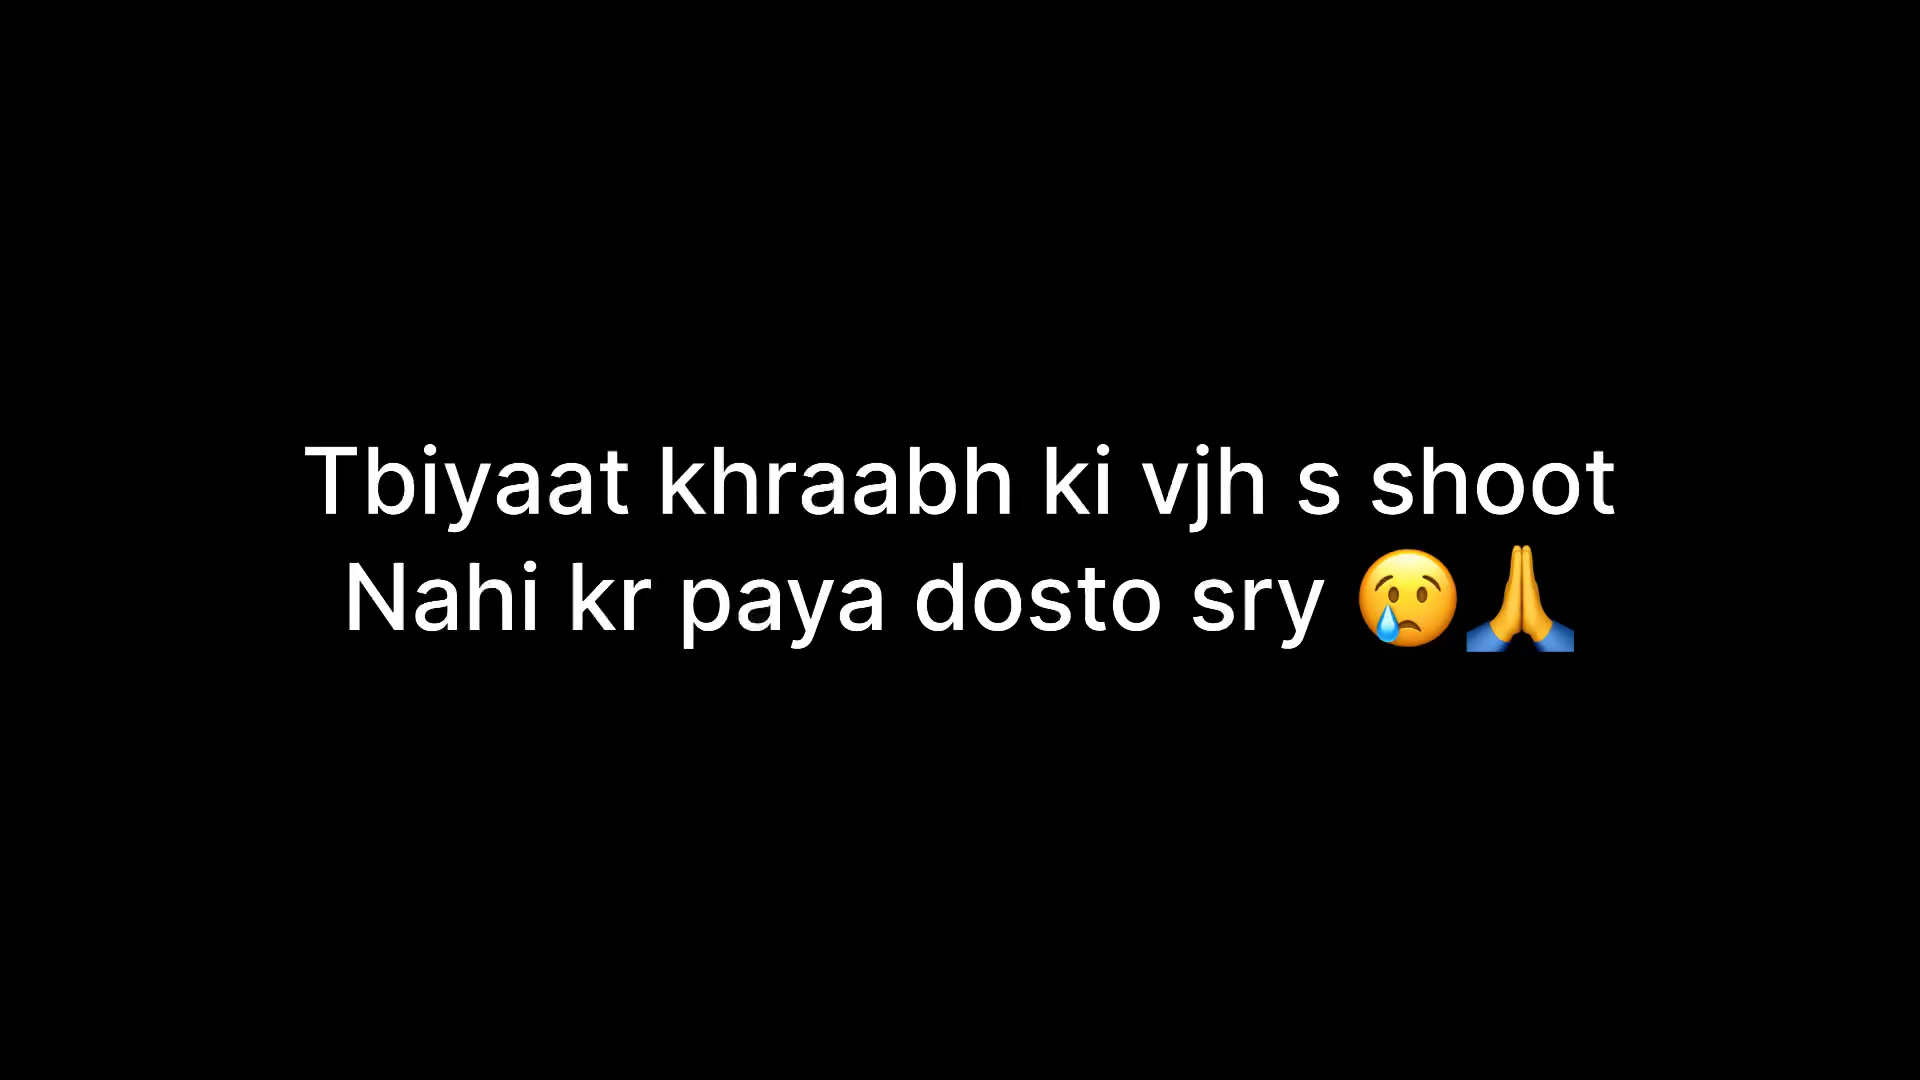 Tbiyaat khraabh ki vjh s shoot
Nahi kr paya dosto sry 😢🙏